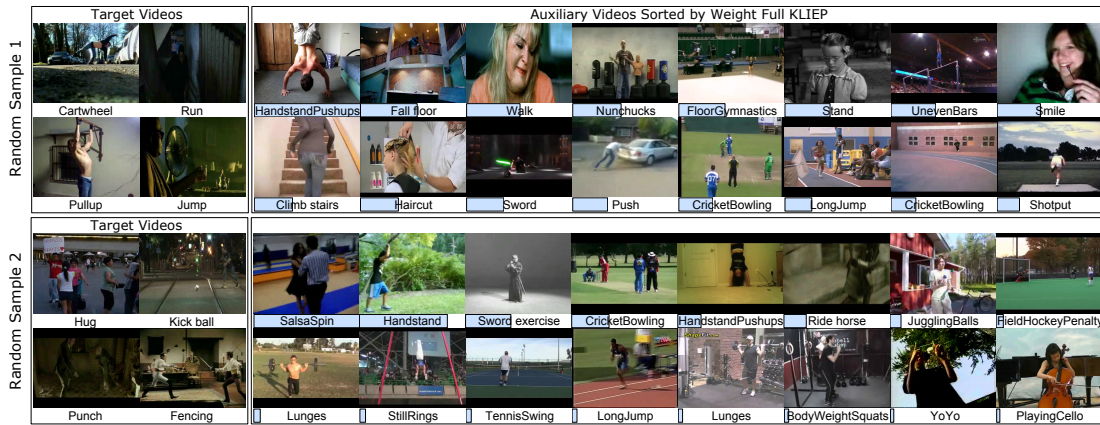 Target Videos
Auxiliary Videos Sorted by Weight Full KLIEP
Random Sample 1
Cartwheel
Run
HandstandPushups
Fall floor
Walk
Nunchucks
FloorGymnastics
Stand
UnevenBars
Smile
Pullup
Jump
Climb stairs
Haircut
Sword
Push
CricketBowling
LongJump
CricketBowling
Shotput
Target Videos
Random Sample 2
Hug
Kick ball
SalsaSpin
Handstand
Sword exercise
CricketBowling
HandstandPushups
Ride horse
JugglingBalls
FieldHockeyPenalty
Punch
Fencing
Lunges
StillRings
TennisSwing
LongJump
Lunges
BodyWeightSquats
YoYo
PlayingCello